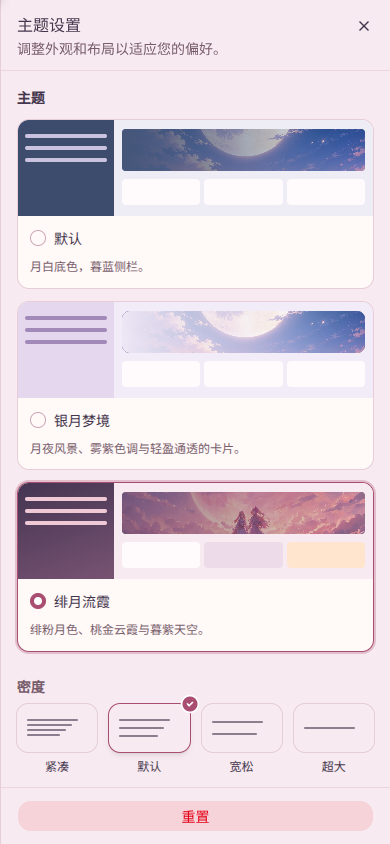 主题设置
调整外观和布局以适应您的偏好。
主题
默认
月白底色，暮蓝侧栏。
银月梦境
月夜风景、雾紫色调与轻盈通透的卡片。
绯月流霞
绯粉月色、桃金云霞与暮紫天空。
密度
紧凑
默认
宽松
超大
重置